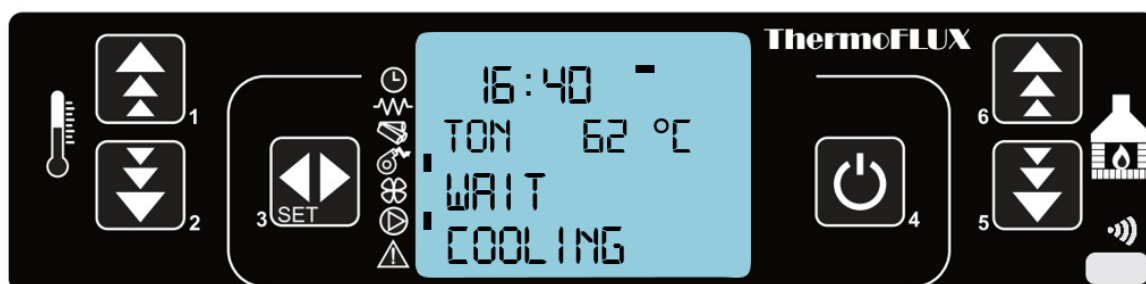 ThermoFLUX
16:40
TON 62 °C
WAIT
COOLING
1
2
3 SET
4
6
5